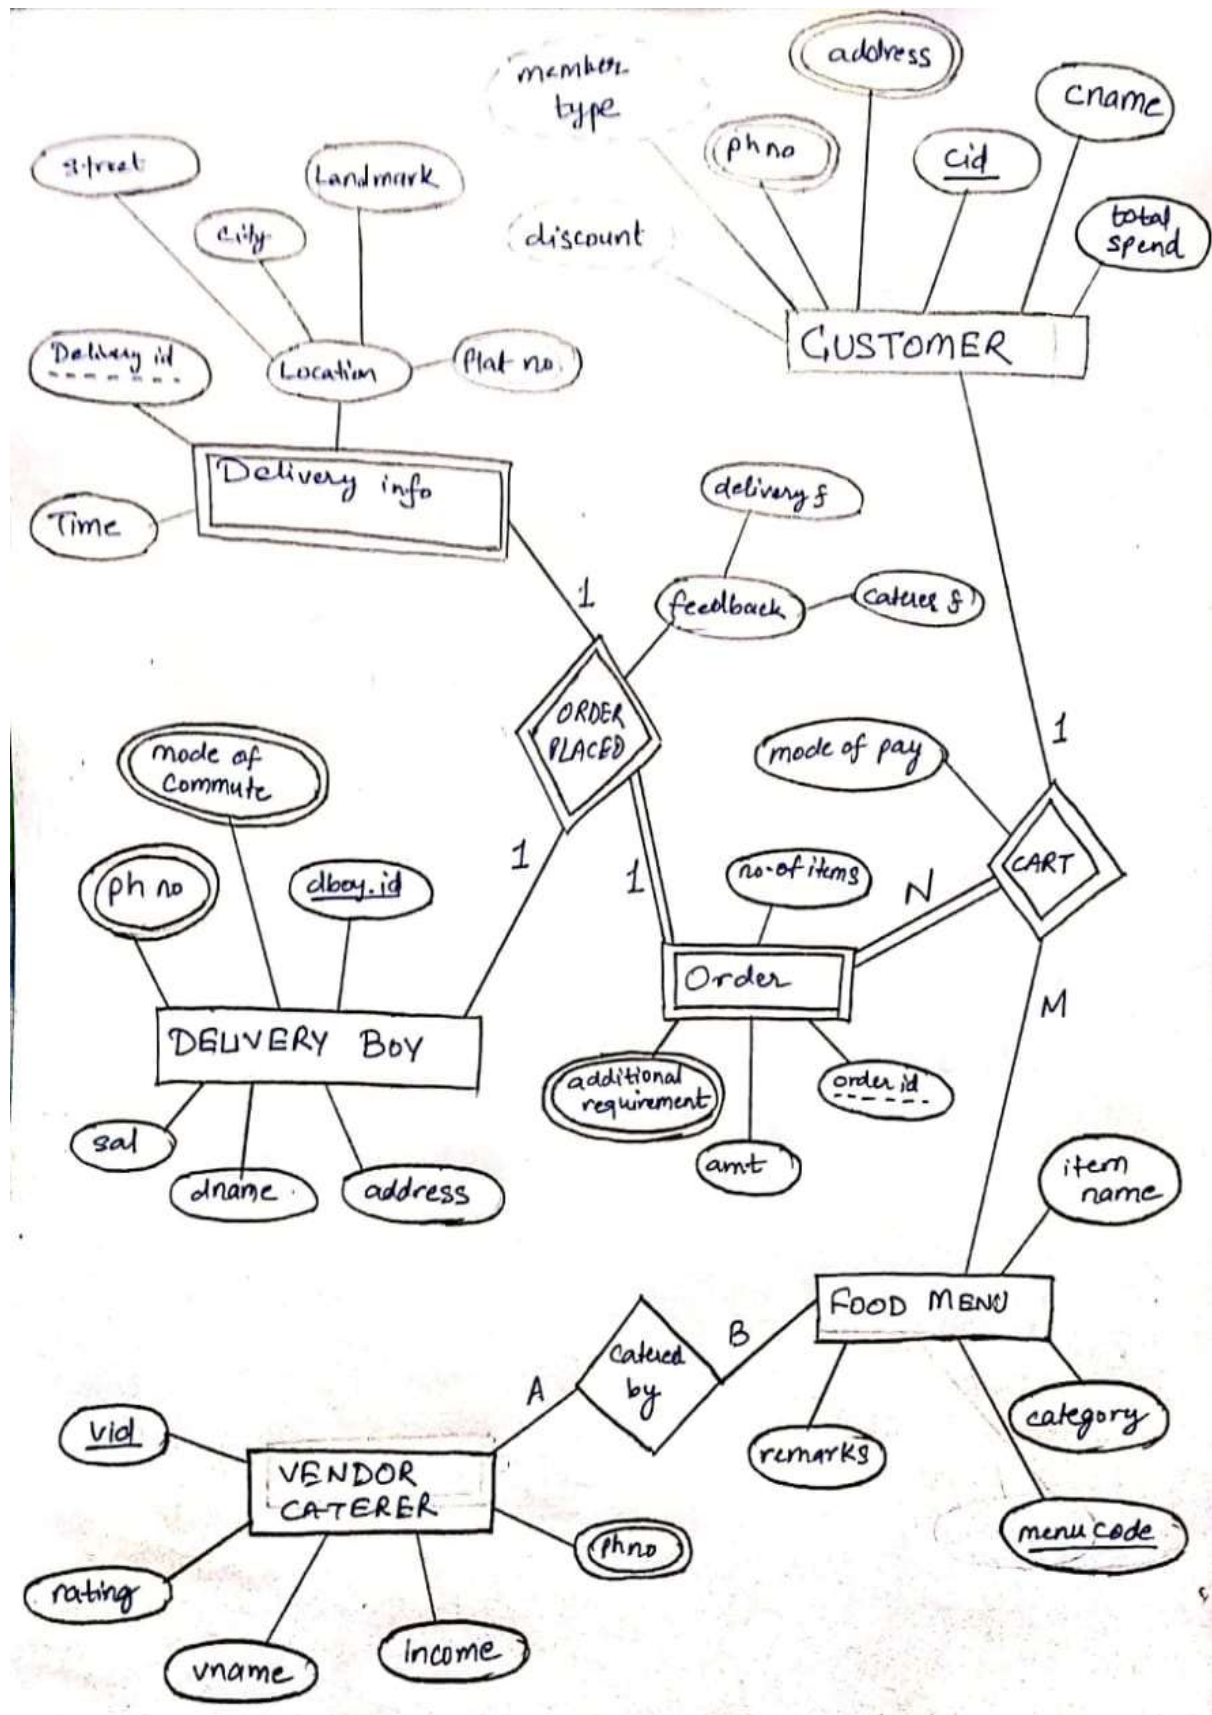 member
type
address
cname
phno
cid
total
spend
discount
CUSTOMER
street
Landmark
city
Delivery id
Location
Plat no.
Delivery info
Time
delivery f
feedback
caterer f
1
ORDER
PLACED
mode of
commute
mode of pay
1
ph no
dboy.id
1
1
no.of items
N
CART
Order
M
DELIVERY BOY
additional
requirement
order id
sal
dname
address
amt
item
name
FOOD MENU
Catered
by
B
A
vid
category
remarks
VENDOR
CATERER
menu code
phno
rating
vname
income